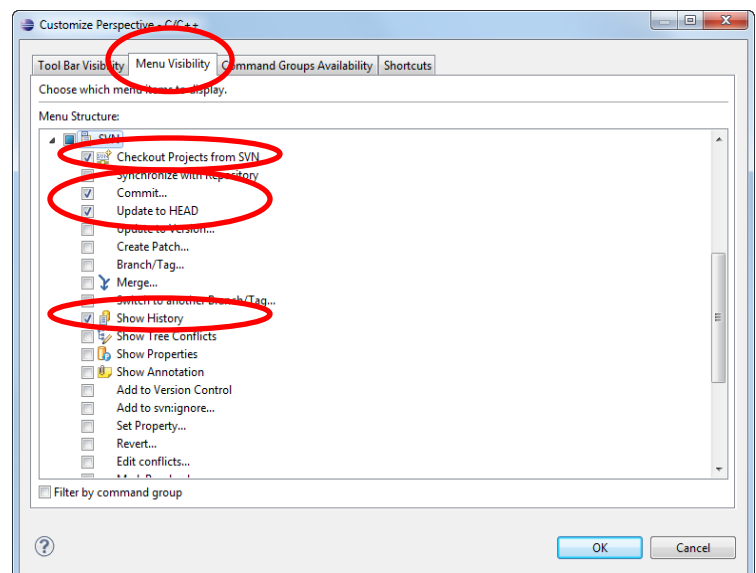 Customize Perspective - C/C++
Tool Bar Visibility Menu Visibility Command Groups Availability Shortcuts
Choose which menu items to display.
Menu Structure:
SVN
Checkout Projects from SVN
Synchronize with Repository
Commit...
Update to HEAD
Update to Version...
Create Patch...
Branch/Tag...
Merge...
Switch to another Branch/Tag...
Show History
Show Tree Conflicts
Show Properties
Show Annotation
Add to Version Control
Add to svn:ignore...
Set Property...
Revert...
Edit conflicts...
Filter by command group
OK Cancel